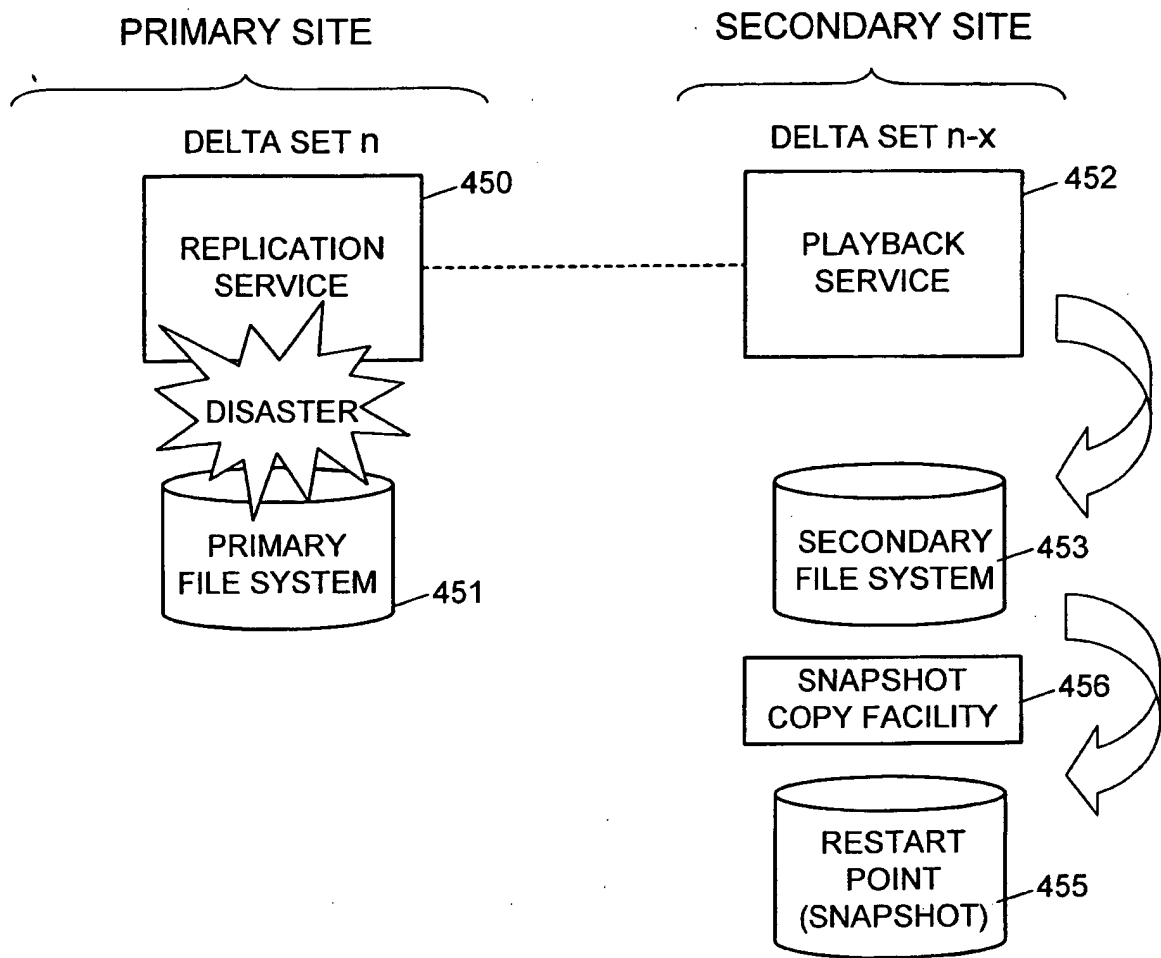 PRIMARY SITE
SECONDARY SITE
DELTA SET n
DELTA SET n-x
450
452
REPLICATION
SERVICE
PLAYBACK
SERVICE
DISASTER
PRIMARY
FILE SYSTEM
451
SECONDARY
FILE SYSTEM
453
SNAPSHOT
COPY FACILITY
456
RESTART
POINT
(SNAPSHOT)
455